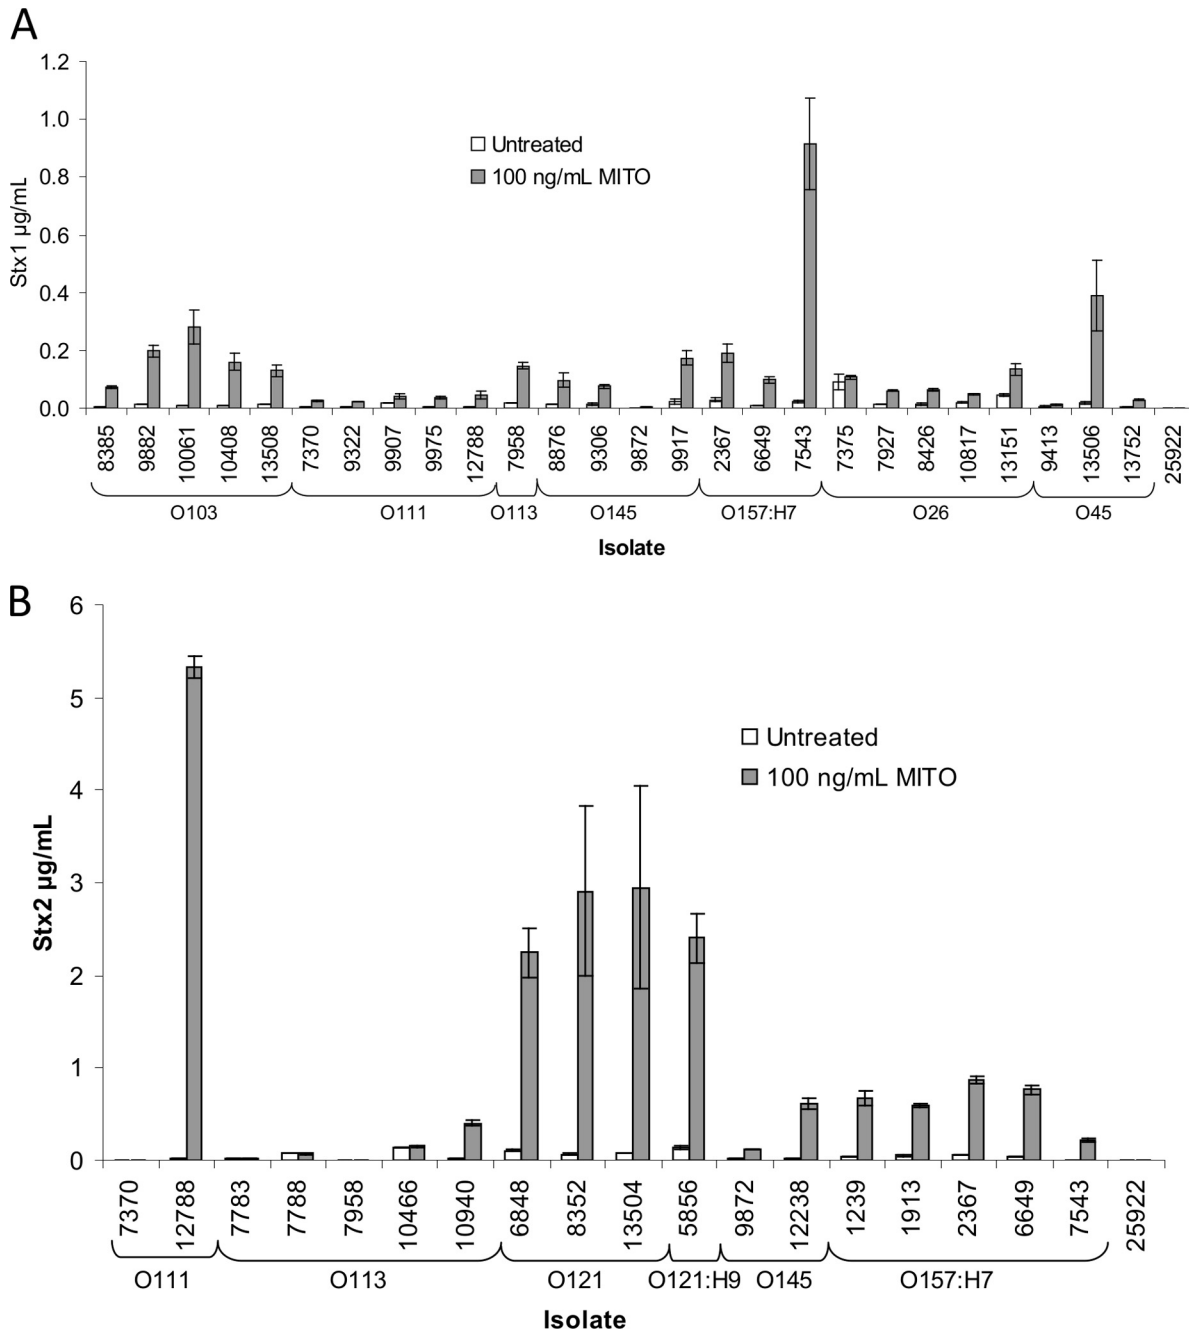 A
1.2
1.0
0.8
0.6
0.4
0.2
0.0
Stx1 µg/mL
Untreated
100 ng/mL MITO
8385 9882 10061 10408 13508 7370 9322 9907 9975 12788 7958 8876 9306 9872 9917 2367 6649 7543 7375 7927 8426 10817 13151 9413 13506 13752 25922
O103 O111 O113 O145 O157:H7 O26 O45
Isolate
B
6
5
4
3
2
1
0
Stx2 µg/mL
Untreated
100 ng/mL MITO
7370 12788 77783 77788 7958 10466 10940 6848 8352 13504 5856 9872 12238 1239 1913 2367 6649 7543 25922
O111 O113 O121 O121:H9 O145 O157:H7
Isolate